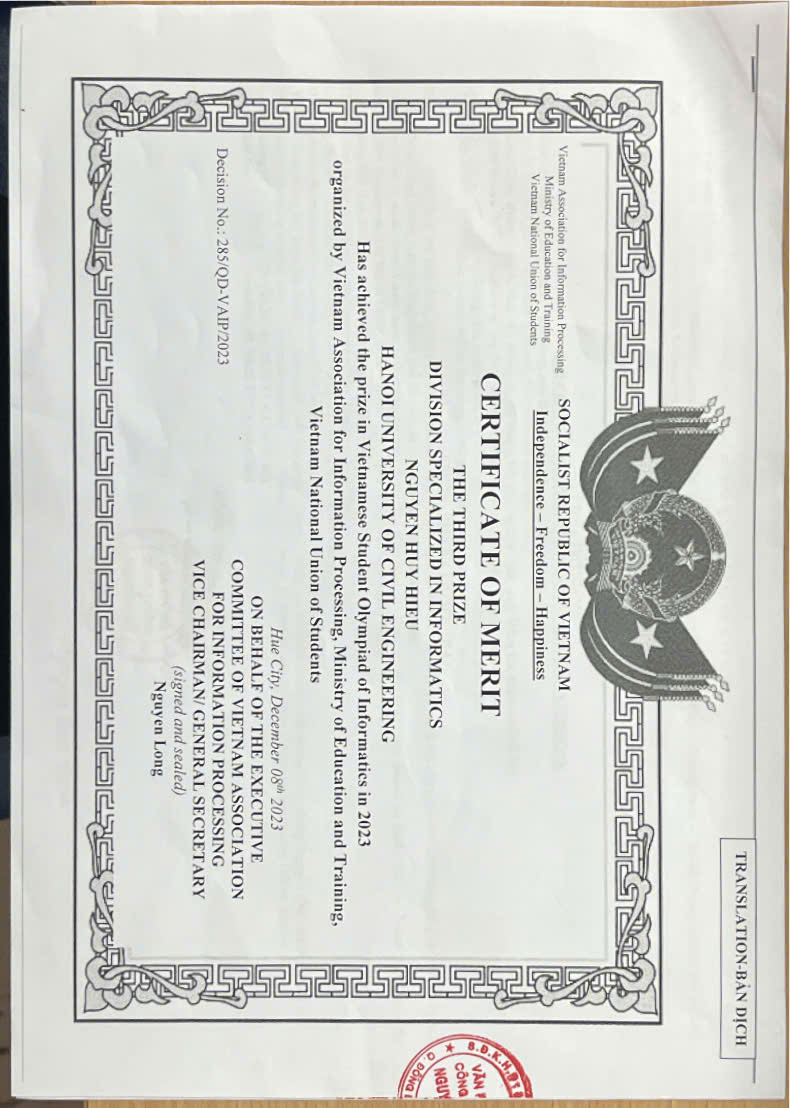 TRANSLATION-BẢN DỊCH
Vietnam Association for Information Processing
Ministry of Education and Training
Vietnam National Union of Students
SOCIALIST REPUBLIC OF VIETNAM
Independence – Freedom – Happiness
CERTIFICATE OF MERIT
THE THIRD PRIZE
DIVISION SPECIALIZED IN INFORMATICS
NGUYEN HUY HIEU
HANOI UNIVERSITY OF CIVIL ENGINEERING
Has achieved the prize in Vietnamese Student Olympiad of Informatics in 2023
organized by Vietnam Association for Information Processing, Ministry of Education and Training,
Vietnam National Union of Students
Decision No.: 285/QD-VAIP/2023
Hue City, December 08th 2023
ON BEHALF OF THE EXECUTIVE
COMMITTEE OF VIETNAM ASSOCIATION
FOR INFORMATION PROCESSING
VICE CHAIRMAN/ GENERAL SECRETARY
(signed and sealed)
Nguyen Long
VĂN
CÔNG
NGUY